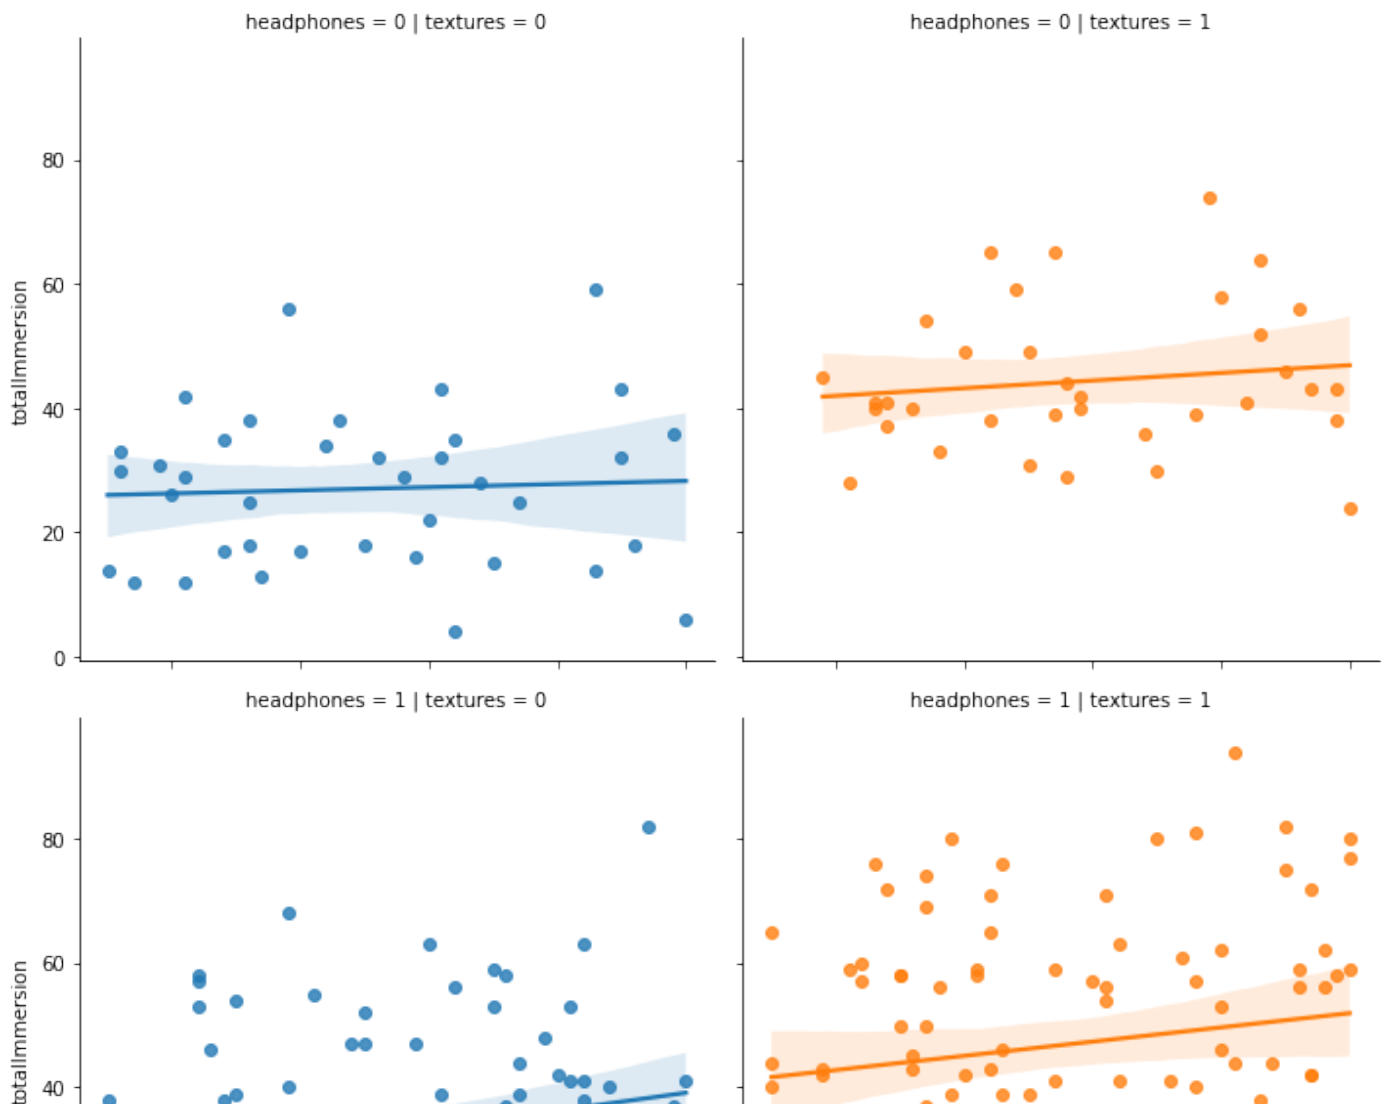 headphones = 0 | textures = 0
headphones = 0 | textures = 1
80
60
40
20
0
totalImmersion
headphones = 1 | textures = 0
headphones = 1 | textures = 1
80
60
40
totalImmersion